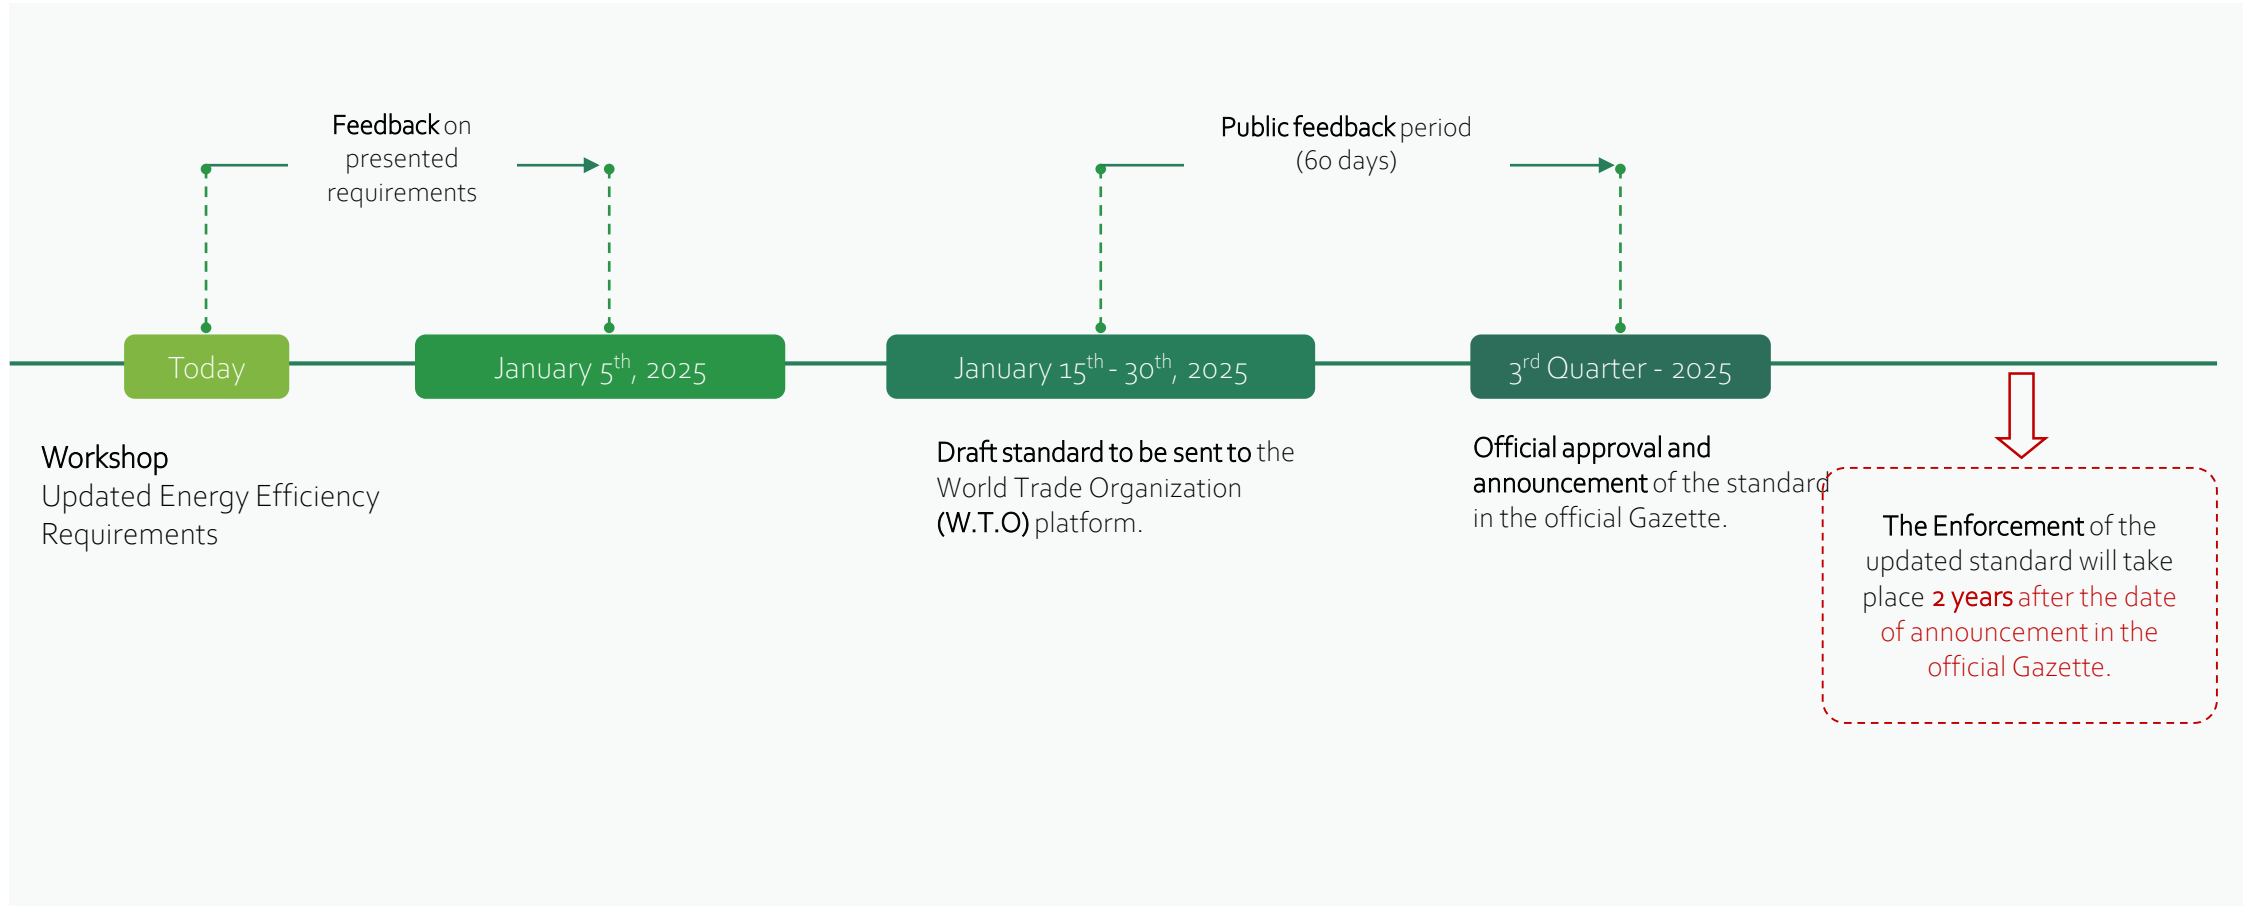 Feedback on
presented
requirements
Public feedback period
(60 days)
Today
January 5th, 2025
January 15th - 30th, 2025
3rd Quarter - 2025
Workshop
Updated Energy Efficiency
Requirements
Draft standard to be sent to the
World Trade Organization
(W.T.O) platform.
Official approval and
announcement of the standard
in the official Gazette.
The Enforcement of the
updated standard will take
place 2 years after the date
of announcement in the
official Gazette.